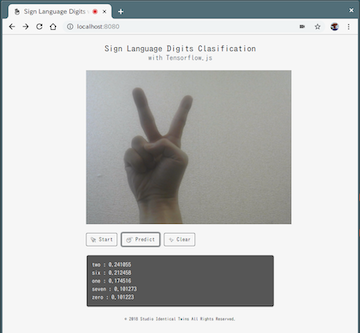 Sign Language Digits
localhost:8080
Sign Language Digits Clasification
with Tensorflow.js
Start
Predict
Clear
two : 0,241055
six : 0,212458
one : 0,174516
seven : 0,101273
zero : 0,101223
© 2018 Studio Identical Twins All Rights Reserved.